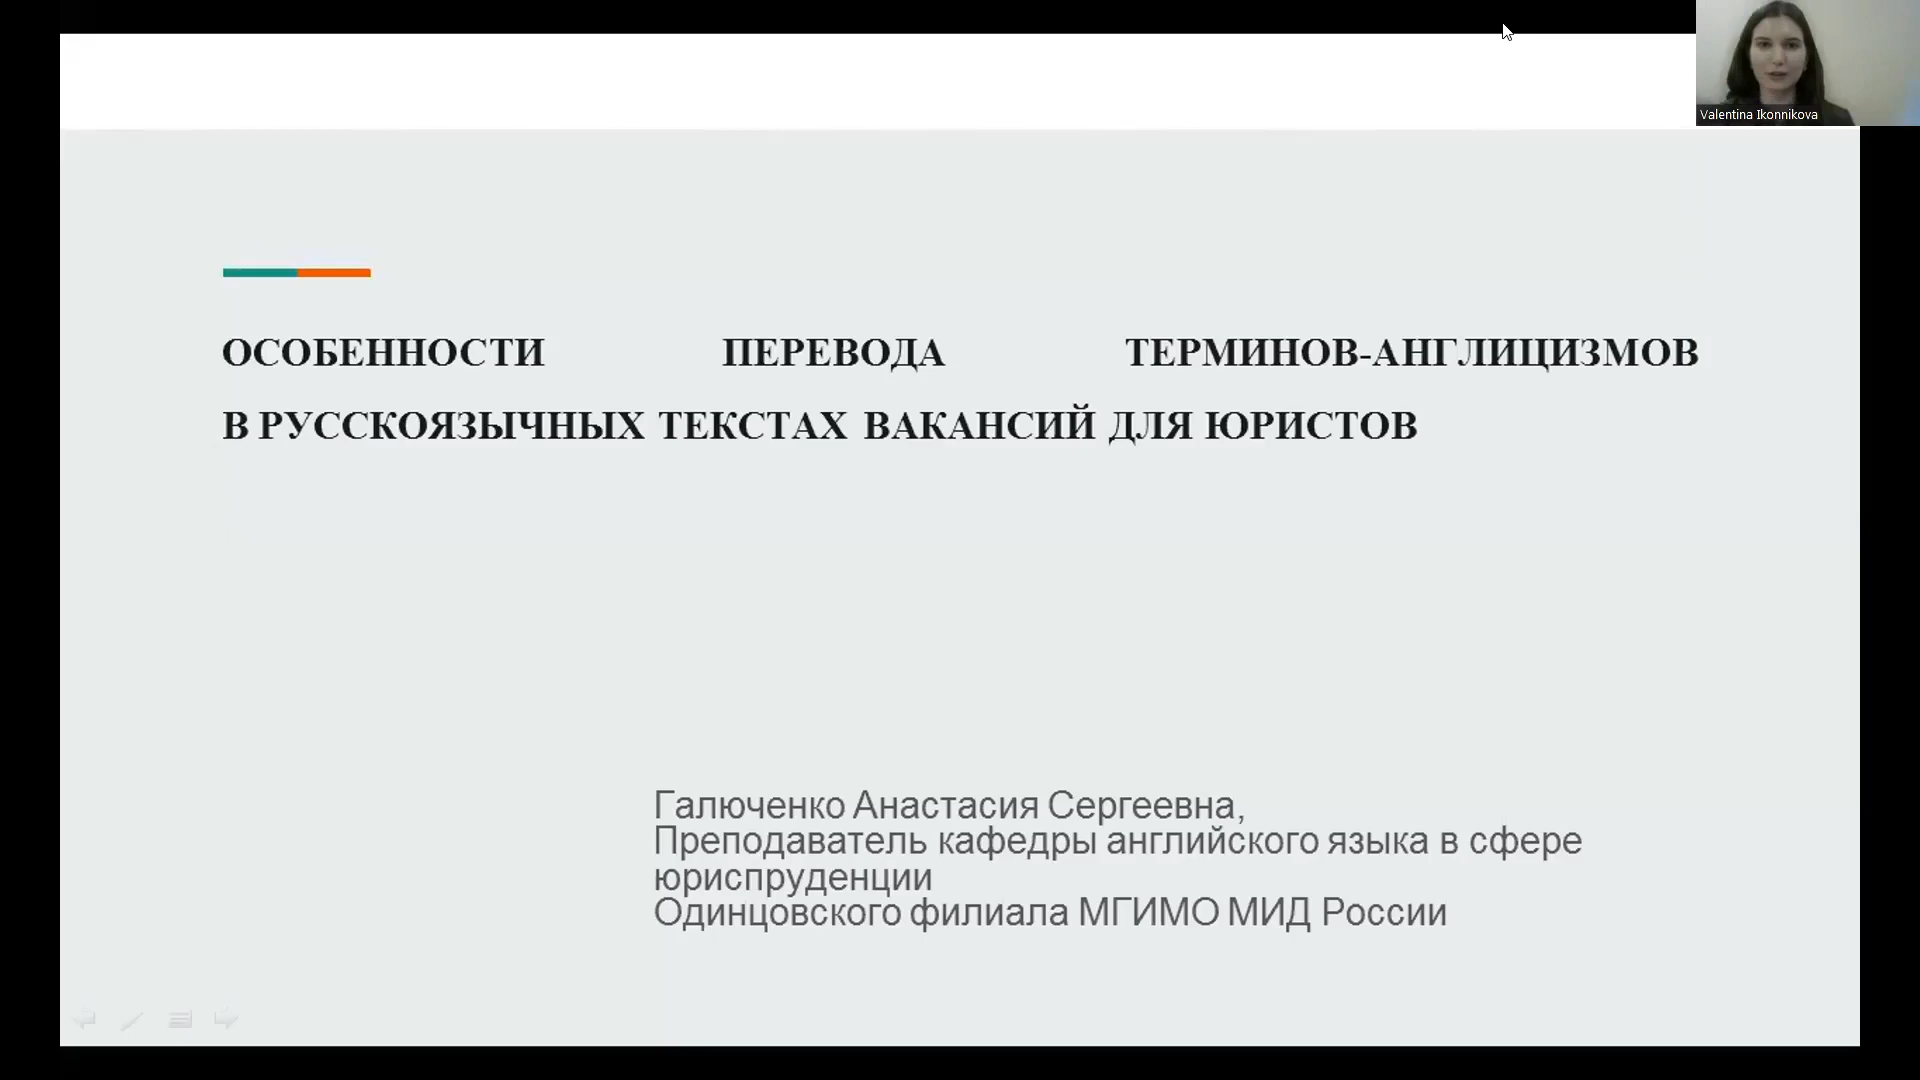 Valentina Ikonnikova
ОСОБЕННОСТИ ПЕРЕВОДА ТЕРМИНОВ-АНГЛИЦИЗМОВ
В РУССКОЯЗЫЧНЫХ ТЕКСТАХ ВАКАНСИЙ ДЛЯ ЮРИСТОВ
Галюченко Анастасия Сергеевна,
Преподаватель кафедры английского языка в сфере
юриспруденции
Одинцовского филиала МГИМО МИД России